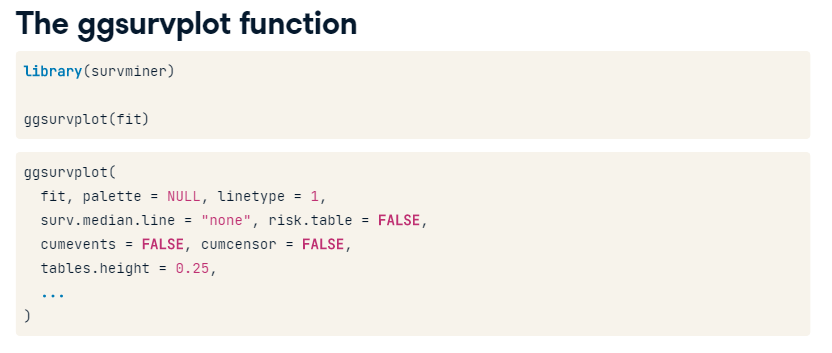 The ggsurvplot function
library(survminer)
ggsurvplot(fit)
ggsurvplot(
  fit, palette = NULL, linetype = 1,
  surv.median.line = "none", risk.table = FALSE,
  cumevents = FALSE, cumcensor = FALSE,
  tables.height = 0.25,
  ...
)